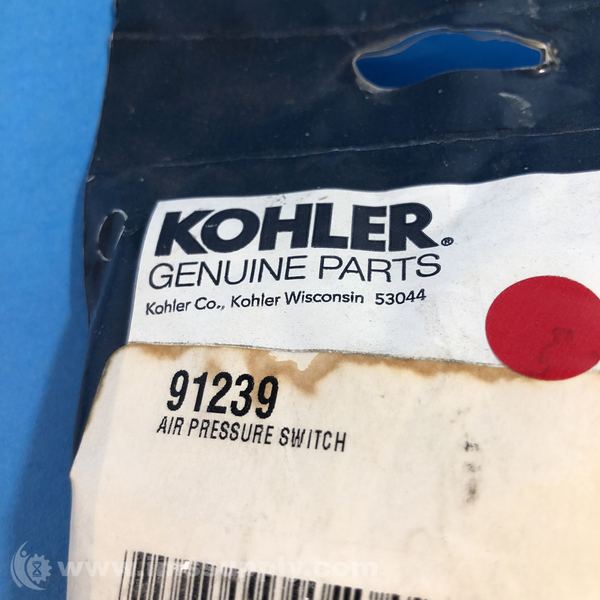 KOHLER®
GENUINE PARTS
Kohler Co., Kohler Wisconsin 53044
91239
AIR PRESSURE SWITCH